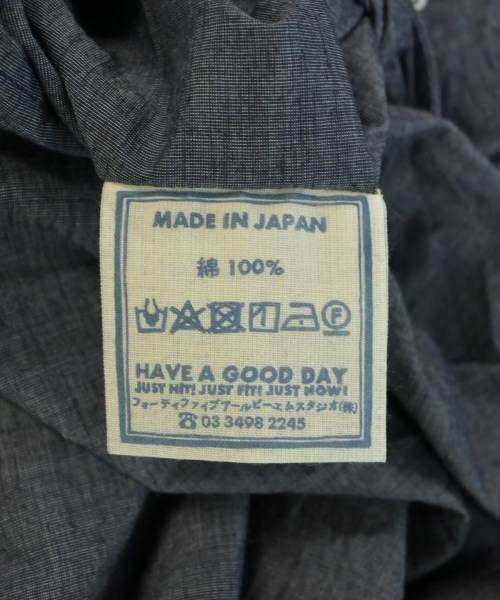 MADE IN JAPAN
綿 100%
F
HAVE A GOOD DAY
JUST HIT! JUST FIT! JUST NOW!
フォーティファイブアールピーエムスタジオ(株)
☎ 03 3498 2245